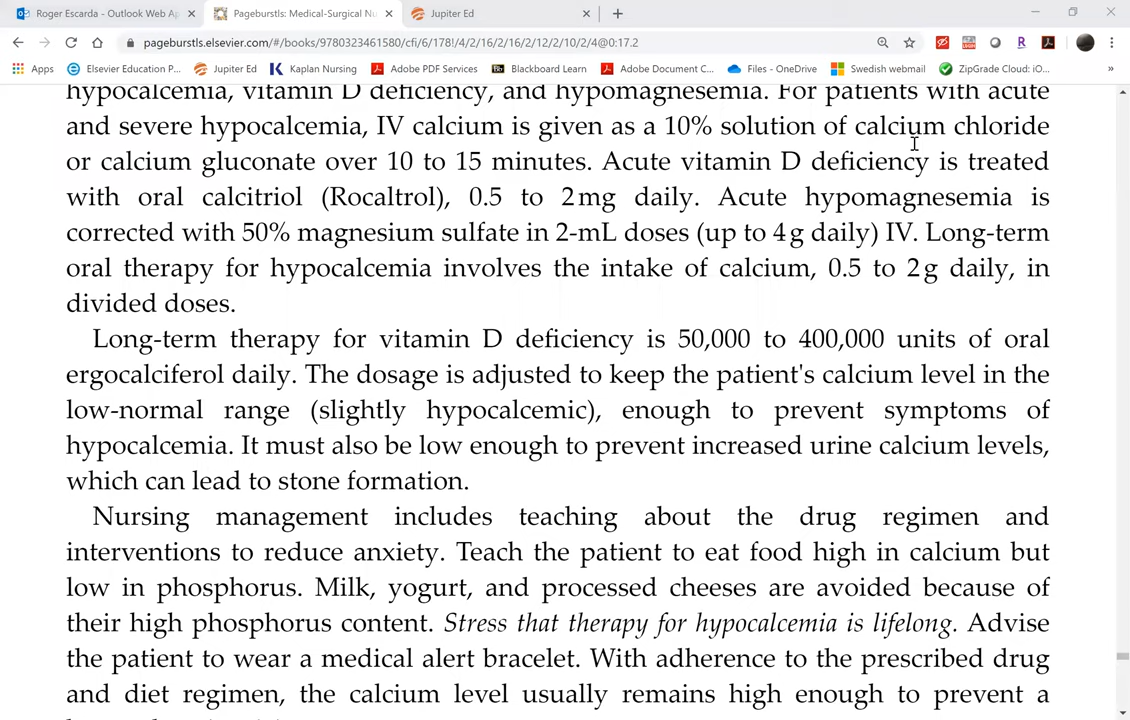 Roger Escarda - Outlook Web Ap
Pageburstls: Medical-Surgical Nu
Jupiter Ed
pageburstls.elsevier.com/#/books/9780323461580/cfi/6/178!/4/2/16/2/16/2/12/2/10/2/4@0:17.2
Apps
Elsevier Education P...
Jupiter Ed
Kaplan Nursing
Adobe PDF Services
Blackboard Learn
Adobe Document C...
Files - OneDrive
Swedish webmail
ZipGrade Cloud: iO...
»
hypocalcemia, vitamin D deficiency, and hypomagnesemia. For patients with acute
and severe hypocalcemia, IV calcium is given as a 10% solution of calcium chloride
or calcium gluconate over 10 to 15 minutes. Acute vitamin D deficiency is treated
with oral calcitriol (Rocaltrol), 0.5 to 2 mg daily. Acute hypomagnesemia is
corrected with 50% magnesium sulfate in 2-mL doses (up to 4 g daily) IV. Long-term
oral therapy for hypocalcemia involves the intake of calcium, 0.5 to 2 g daily, in
divided doses.
Long-term therapy for vitamin D deficiency is 50,000 to 400,000 units of oral
ergocalciferol daily. The dosage is adjusted to keep the patient's calcium level in the
low-normal range (slightly hypocalcemic), enough to prevent symptoms of
hypocalcemia. It must also be low enough to prevent increased urine calcium levels,
which can lead to stone formation.
Nursing management includes teaching about the drug regimen and
interventions to reduce anxiety. Teach the patient to eat food high in calcium but
low in phosphorus. Milk, yogurt, and processed cheeses are avoided because of
their high phosphorus content. Stress that therapy for hypocalcemia is lifelong. Advise
the patient to wear a medical alert bracelet. With adherence to the prescribed drug
and diet regimen, the calcium level usually remains high enough to prevent a